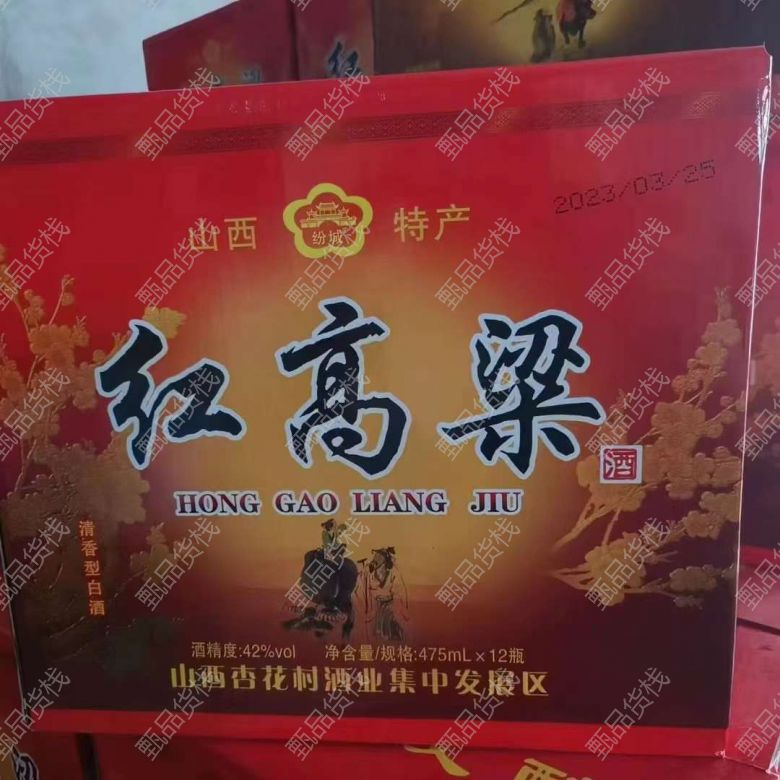 2023/03/25
山西 纷城 特产
红高粱
酒
HONG GAO LIANG JIU
清香型白酒
酒精度:42%vol 净含量/规格:475mL×12瓶
山西杏花村酒业集中发展区
甄品货栈